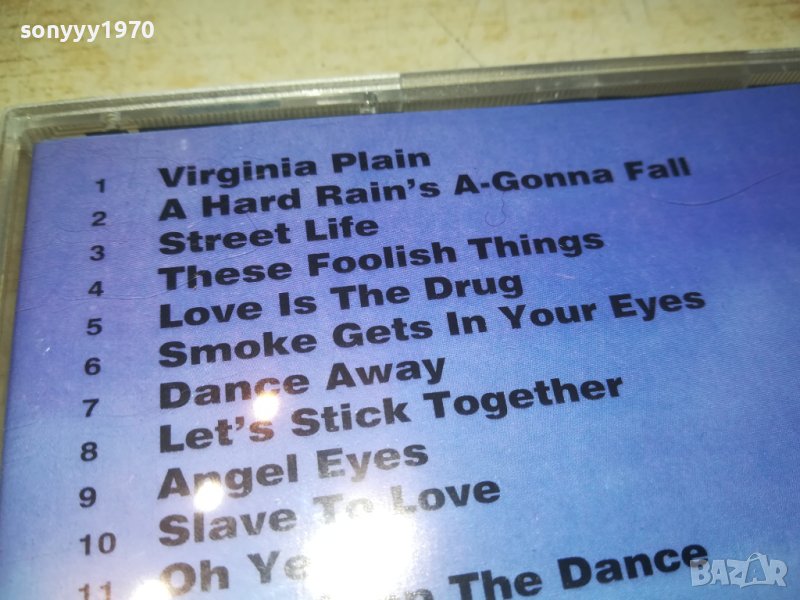 sonyyy1970
1 Virginia Plain
2 A Hard Rain's A-Gonna Fall
3 Street Life
4 These Foolish Things
5 Love Is The Drug
6 Smoke Gets In Your Eyes
7 Dance Away
8 Let's Stick Together
9 Angel Eyes
10 Slave To Love
11 Oh Ye
The Dance
BAZAR